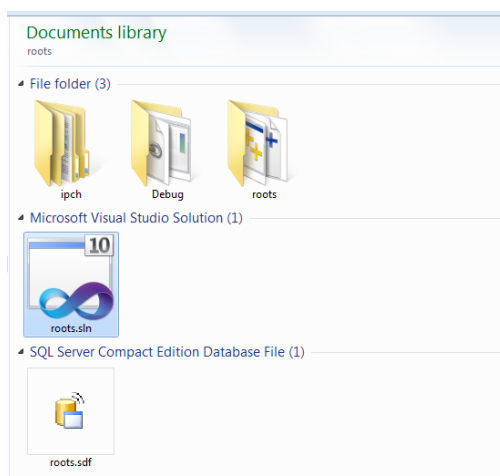 Documents library
roots
File folder (3)
ipch
Debug
roots
Microsoft Visual Studio Solution (1)
10
roots.sln
SQL Server Compact Edition Database File (1)
roots.sdf